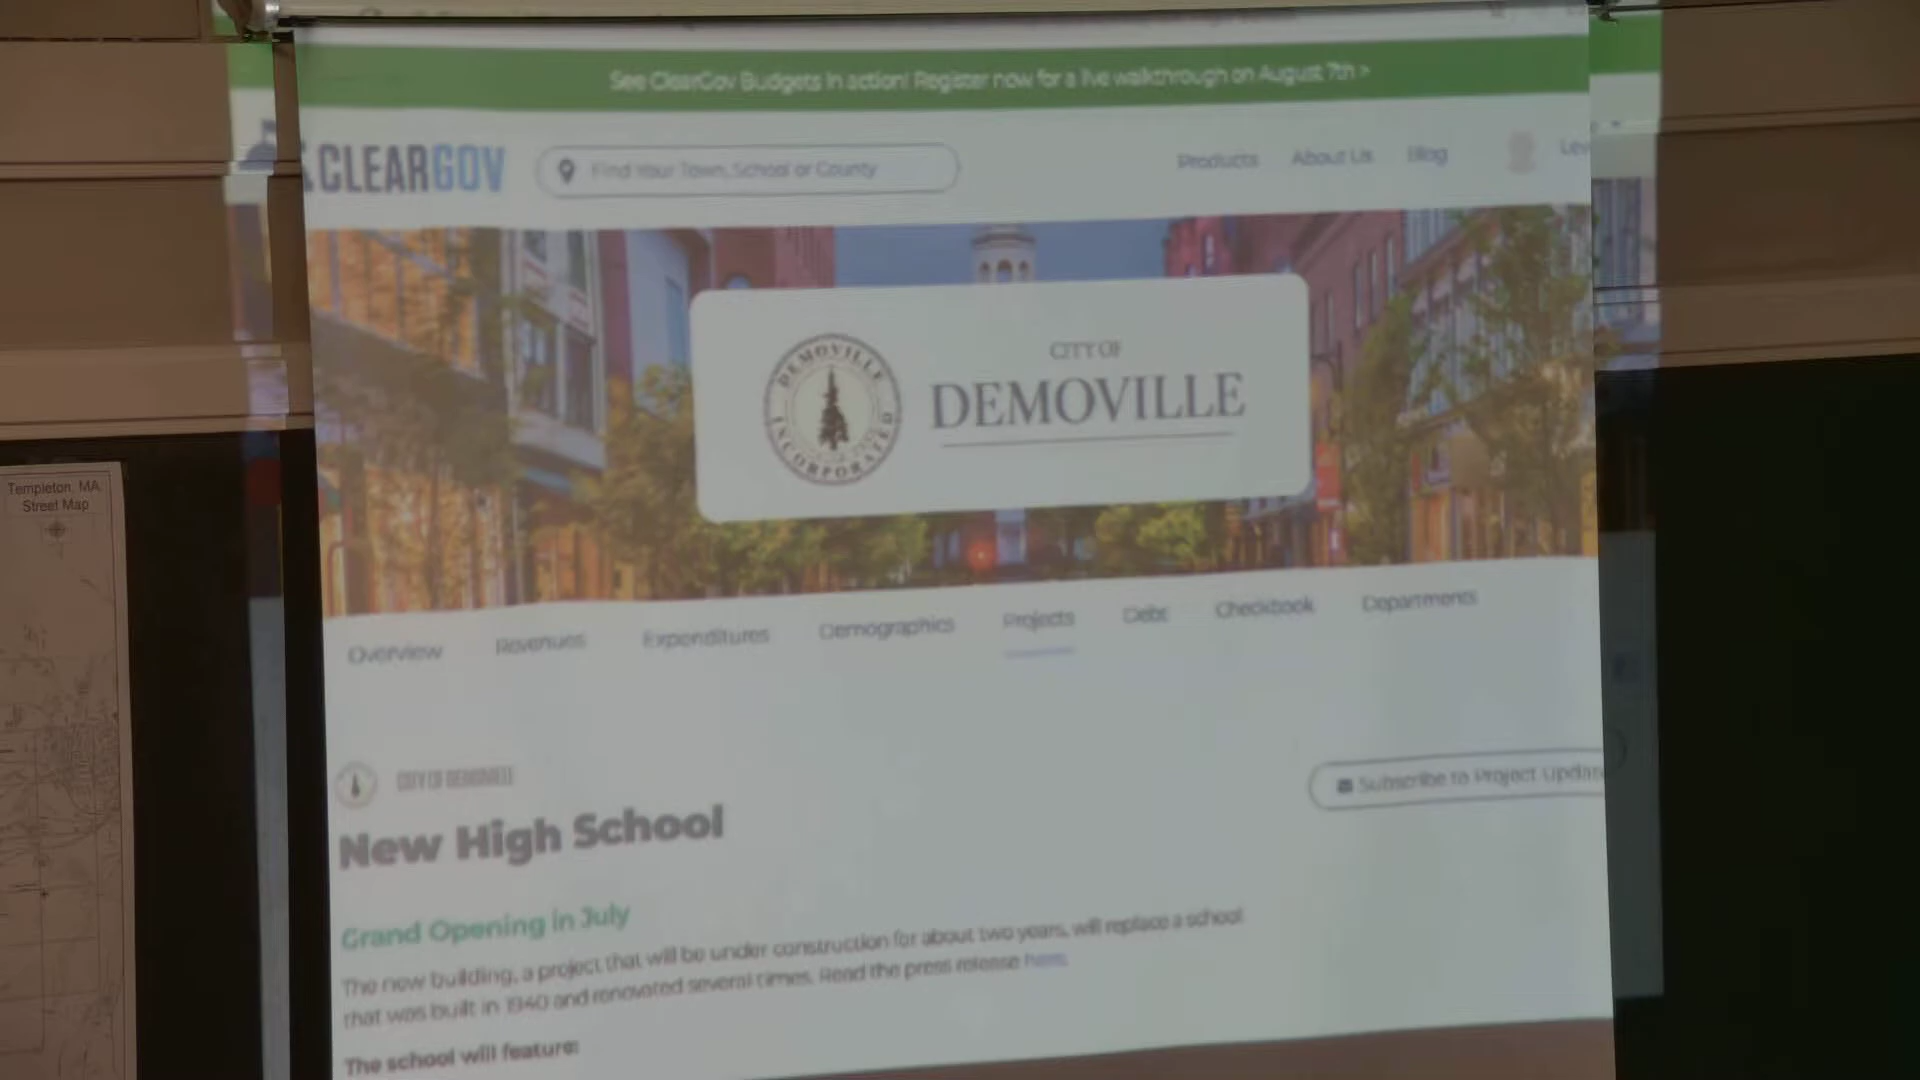 See ClearGov Budgets in action! Register now for a live walkthrough on August 7th >
CLEARGOV
Find Your Town, School or County
Products About Us Blog
DEMOVILLE
INCORPORATED
CITY OF
DEMOVILLE
Templeton, MA
Street Map
Overview Revenues Expenditures Demographics Projects Debt Checkbook Departments
CITY OF DEMOVILLE
Subscribe to Project Updat
New High School
Grand Opening in July
The new building, a project that will be under construction for about two years, will replace a school
that was built in 1940 and renovated several times. Read the press release here.
The school will feature: